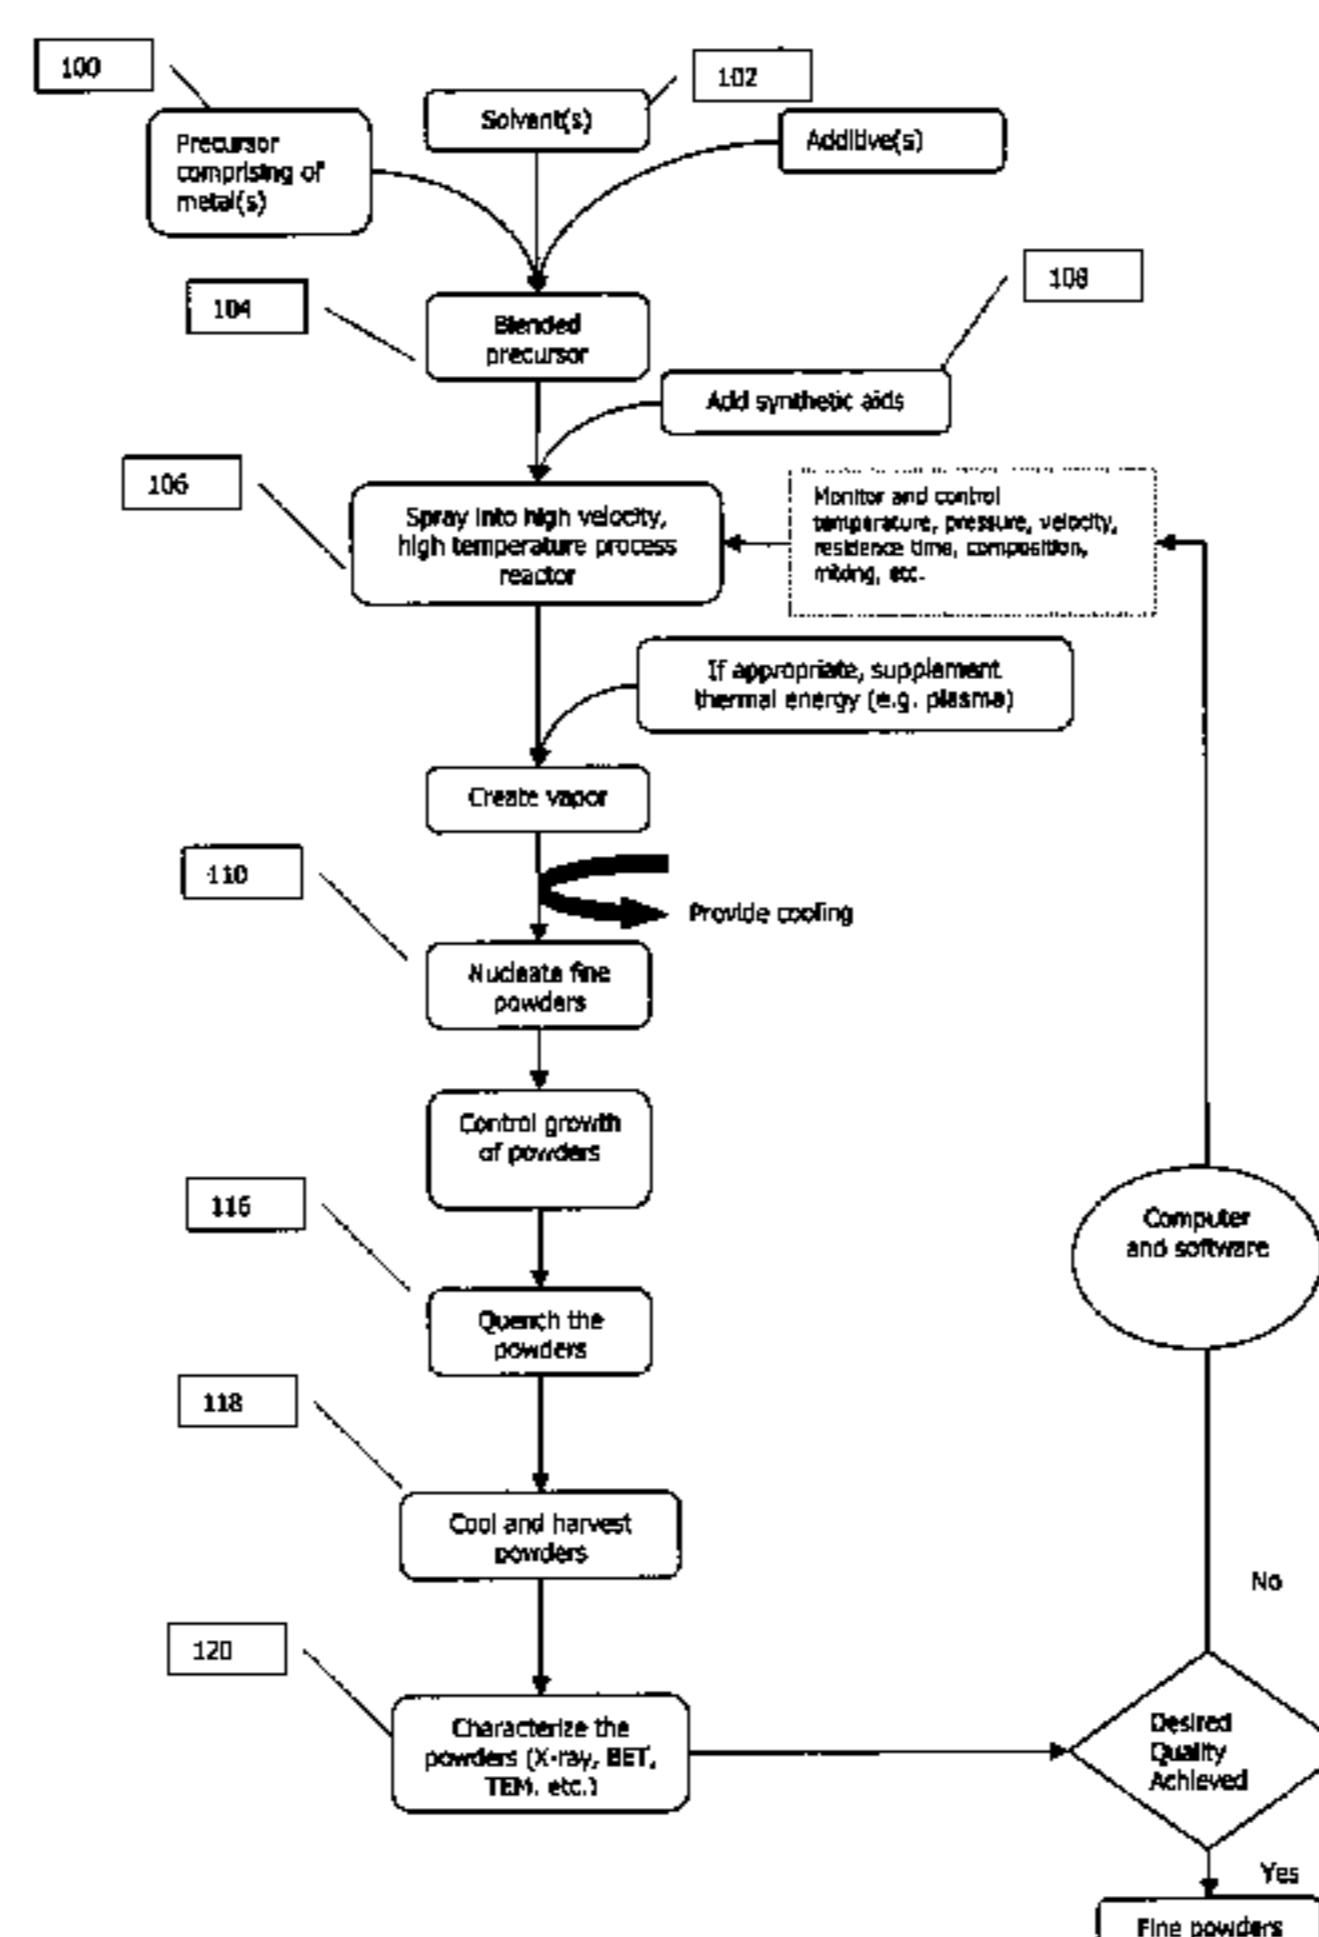 100
102
Solvent(s)
Additive(s)
Precursor
comprising of
metal(s)
108
104
Blended
precursor
Add synthetic aids
106
Spray into high velocity,
high temperature process
reactor
Monitor and control
temperature, pressure, velocity,
residence time, composition,
mixing, etc.
If appropriate, supplement
thermal energy (e.g. plasma)
Create vapor
110
Provide cooling
Nucleate fine
powders
Control growth
of powders
116
Computer
and software
Quench the
powders
118
Cool and harvest
powders
No
120
Characterize the
powders (X-ray, BET,
TEM. etc.)
Desired
Quality
Achieved
Yes
Fine powders